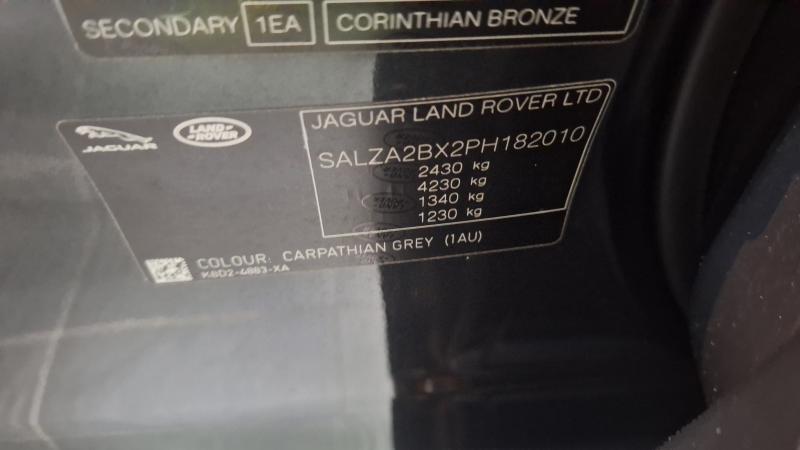 SECONDARY 1EA CORINTHIAN BRONZE
JAGUAR LAND-ROVER JAGUAR LAND ROVER LTD
SALZA2BX2PH182010
2430 kg
4230 kg
1340 kg
1230 kg
COLOUR: CARPATHIAN GREY (1AU)
K8D2-4883-XA